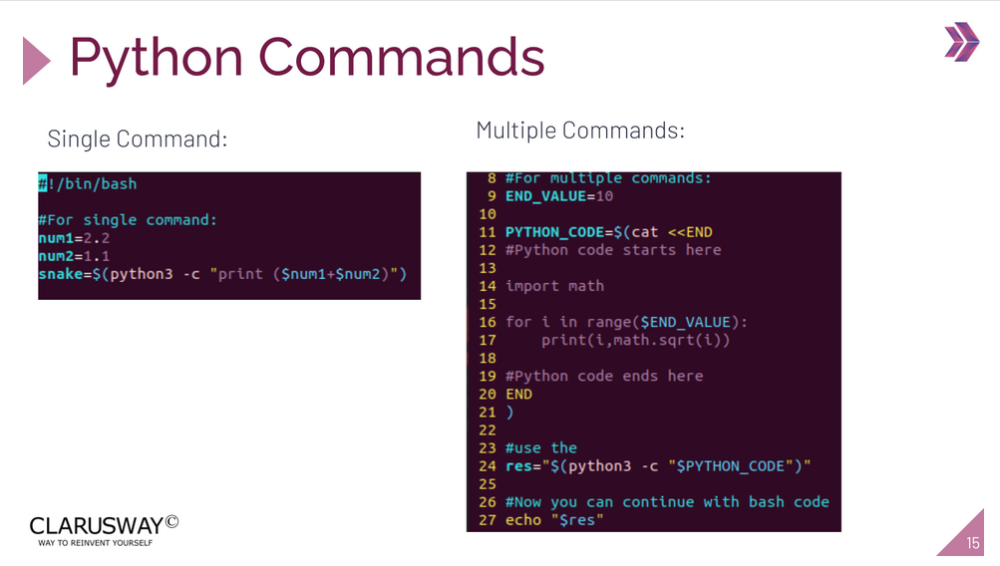 Python Commands
Single Command:
#!/bin/bash
#For single command:
num1=2.2
num2=1.1
snake=$(python3 -c "print ($num1+$num2)")
Multiple Commands:
8 #For multiple commands:
9 END_VALUE=10
10
11 PYTHON_CODE=$(cat <<END
12 #Python code starts here
13
14 import math
15
16 for i in range($END_VALUE):
17     print(i,math.sqrt(i))
18
19 #Python code ends here
20 END
21 )
22
23 #use the
24 res="$(python3 -c "$PYTHON_CODE")"
25
26 #Now you can continue with bash code
27 echo "$res"
CLARUSWAY©
WAY TO REINVENT YOURSELF
15